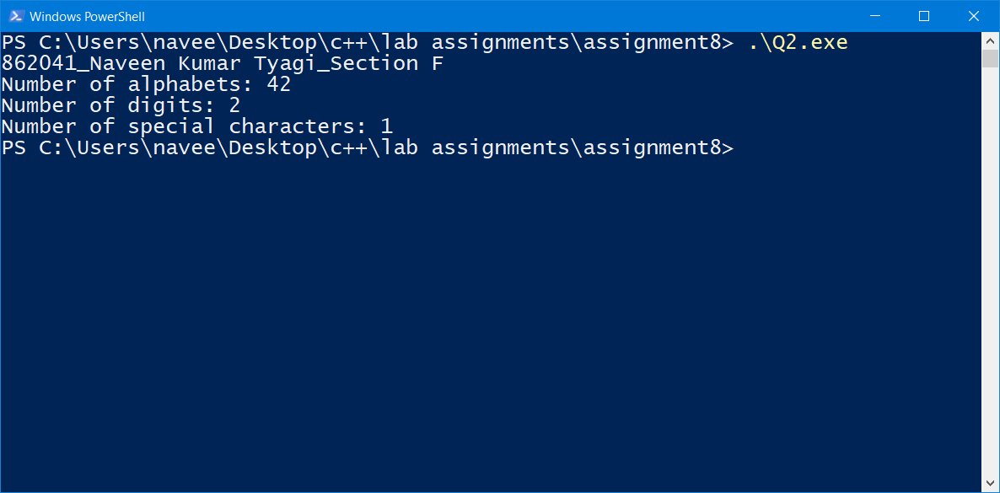 Windows PowerShell
PS C:\Users\navee\Desktop\c++\lab assignments\assignment8> .\Q2.exe
862041_Naveen Kumar Tyagi_Section F
Number of alphabets: 42
Number of digits: 2
Number of special characters: 1
PS C:\Users\navee\Desktop\c++\lab assignments\assignment8>